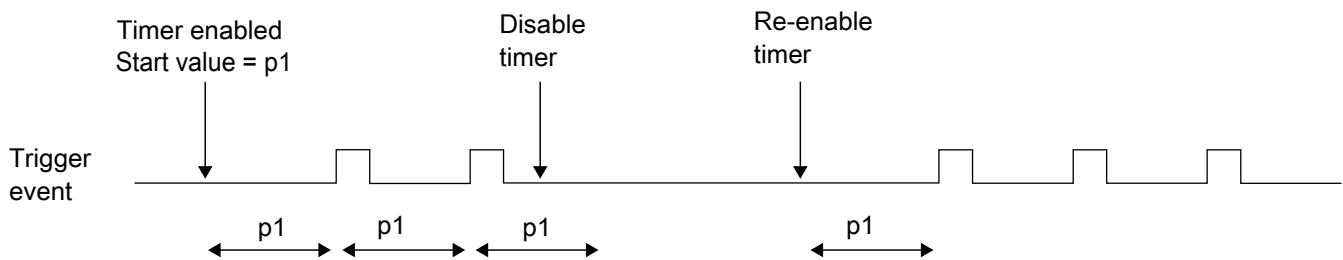 Timer enabled
Start value = p1
Disable
timer
Re-enable
timer
Trigger
event
p1
p1
p1
p1